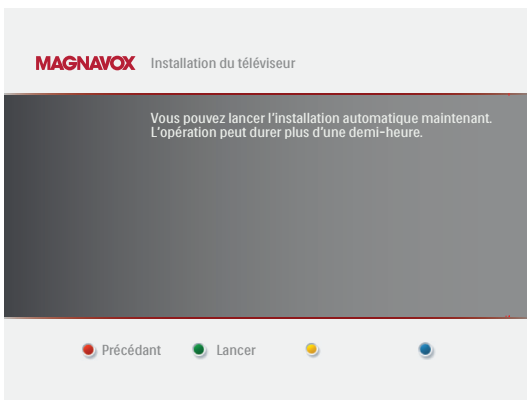 MAGNAVOX Installation du téléviseur
Vous pouvez lancer l'installation automatique maintenant.
L'opération peut durer plus d'une demi-heure.
Précédant Lancer